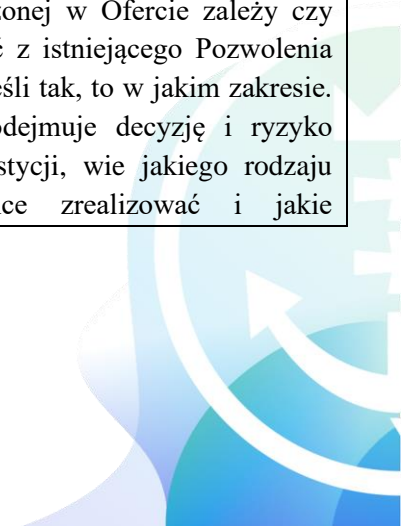 zonej w Ofercie zależy czy
z istniejącego Pozwolenia
eśli tak, to w jakim zakresie.
odejmuje decyzję i ryzyko
stycji, wie jakiego rodzaju
ce zrealizować i jakie